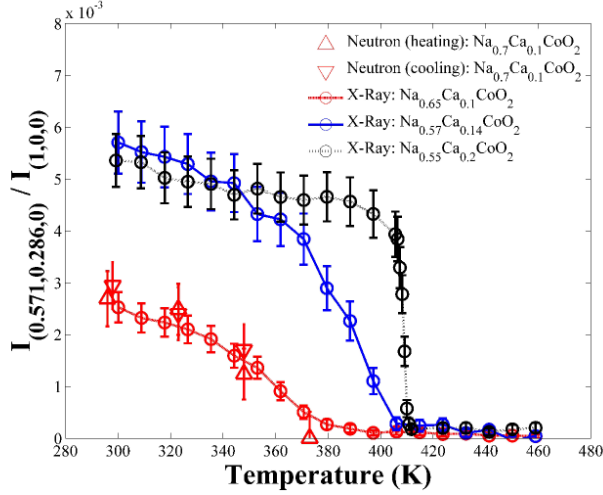 x 10⁻³
8
7
6
5
4
3
2
1
0
I(0.571,0.286,0) / I(1,0,0)
Neutron (heating): Na0.7Ca0.1CoO2
Neutron (cooling): Na0.7Ca0.1CoO2
X-Ray: Na0.65Ca0.1CoO2
X-Ray: Na0.57Ca0.14CoO2
X-Ray: Na0.55Ca0.2CoO2
280 300 320 340 360 380 400 420 440 460 480
Temperature (K)